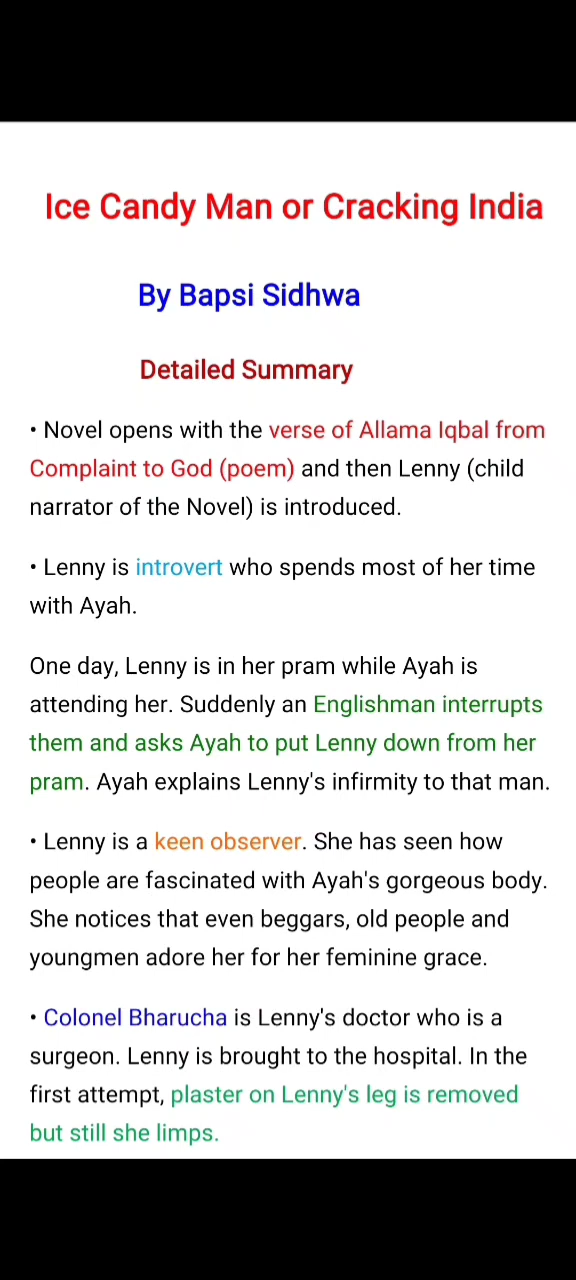 Ice Candy Man or Cracking India
By Bapsi Sidhwa
Detailed Summary
• Novel opens with the verse of Allama Iqbal from
Complaint to God (poem) and then Lenny (child
narrator of the Novel) is introduced.
• Lenny is introvert who spends most of her time
with Ayah.
One day, Lenny is in her pram while Ayah is
attending her. Suddenly an Englishman interrupts
them and asks Ayah to put Lenny down from her
pram. Ayah explains Lenny's infirmity to that man.
• Lenny is a keen observer. She has seen how
people are fascinated with Ayah's gorgeous body.
She notices that even beggars, old people and
youngmen adore her for her feminine grace.
• Colonel Bharucha is Lenny's doctor who is a
surgeon. Lenny is brought to the hospital. In the
first attempt, plaster on Lenny's leg is removed
but still she limps.